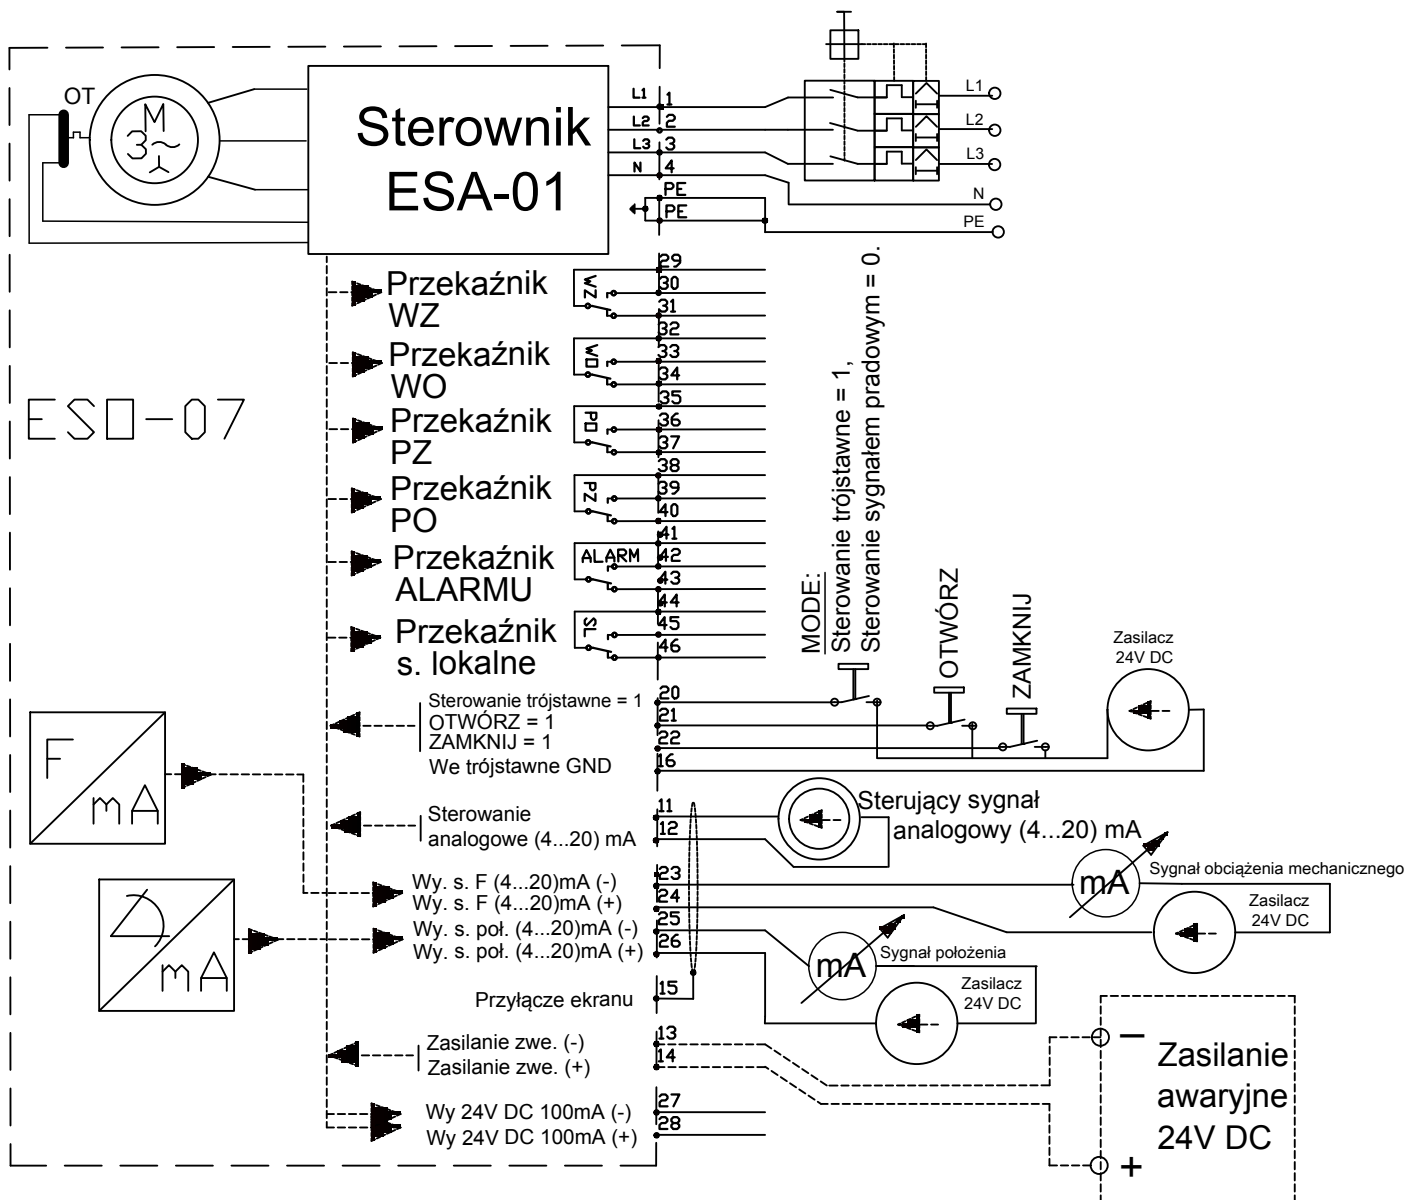 OT
M
3~
Sterownik
ESA-01
L1
1
L2
2
L3
3
N
4
PE
PE
L1
L2
L3
N
PE
ESO-07
Przekaźnik
WZ
WZ
29
30
31
Przekaźnik
WO
WO
32
33
34
Przekaźnik
PZ
PO
35
36
37
Przekaźnik
PO
PZ
38
39
40
Przekaźnik
ALARMU
ALARM
41
42
43
Przekaźnik
s. lokalne
SL
44
45
46
MODE:
Sterowanie trójstawne = 1,
Sterowanie sygnałem pradowym = 0.
OTWÓRZ
ZAMKNIJ
Zasilacz
24V DC
Sterowanie trójstawne = 1
OTWÓRZ = 1
ZAMKNIJ = 1
We trójstawne GND
20
21
22
16
F
mA
Sterowanie
analogowe (4...20) mA
11
12
Sterujący sygnał
analogowy (4...20) mA
Wy. s. F (4...20)mA (-)
Wy. s. F (4...20)mA (+)
Wy. s. poł. (4...20)mA (-)
Wy. s. poł. (4...20)mA (+)
23
24
25
26
mA
Sygnał obciążenia mechanicznego
Zasilacz
24V DC
mA
Sygnał położenia
Zasilacz
24V DC
mA
Przyłącze ekranu
15
Zasilanie zwe. (-)
Zasilanie zwe. (+)
13
14
Wy 24V DC 100mA (-)
Wy 24V DC 100mA (+)
27
28
−
Zasilanie
awaryjne
24V DC
+